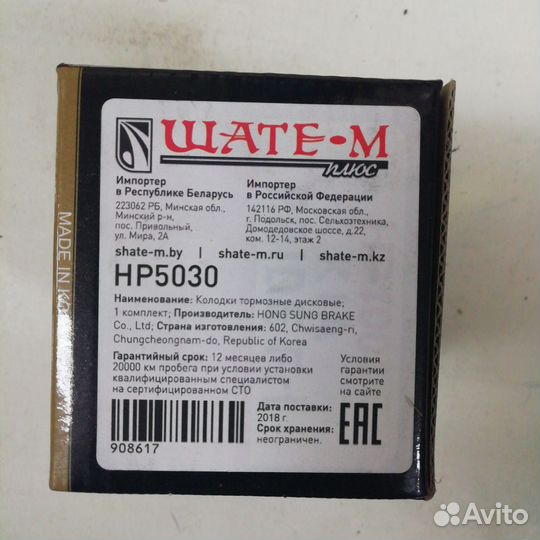 ШАТЕ-М
плюс
Импортер
в Республике Беларусь
223062 РБ, Минская обл.,
Минский р-н,
пос. Привольный,
ул. Мира, 2А
Импортер
в Российской Федерации
142116 РФ, Московская обл.,
г. Подольск, пос. Сельхозтехника,
Домодедовское шоссе, д.22,
ком. 12-14, этаж 2
shate-m.by | shate-m.ru | shate-m.kz
HP5030
Наименование: Колодки тормозные дисковые;
1 комплект; Производитель: HONG SUNG BRAKE
Co., Ltd; Страна изготовления: 602, Chwisaeng-ri,
Chungcheongnam-do, Republic of Korea
Гарантийный срок: 12 месяцев либо
20000 км пробега при условии установки
квалифицированным специалистом
на сертифицированном СТО
Условия
гарантии
смотрите
на сайте
908617
Дата поставки:
2018 г.
Срок хранения:
неограничен.
EAC
MADE IN KO
Avito